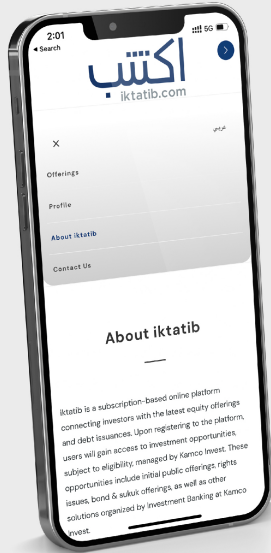 2:01
5G
Search
اكتتب
iktatib.com
عربي
Offerings
Profile
About iktatib
Contact Us
About iktatib
iktatib is a subscription-based online platform
connecting investors with the latest equity offerings
and debt issuances. Upon registering to the platform,
users will gain access to investment opportunities,
subject to eligibility, managed by Kamco Invest. These
opportunities include initial public offerings, rights
issues, bond & sukuk offerings, as well as other
solutions organized by Investment Banking at Kamco
Invest.